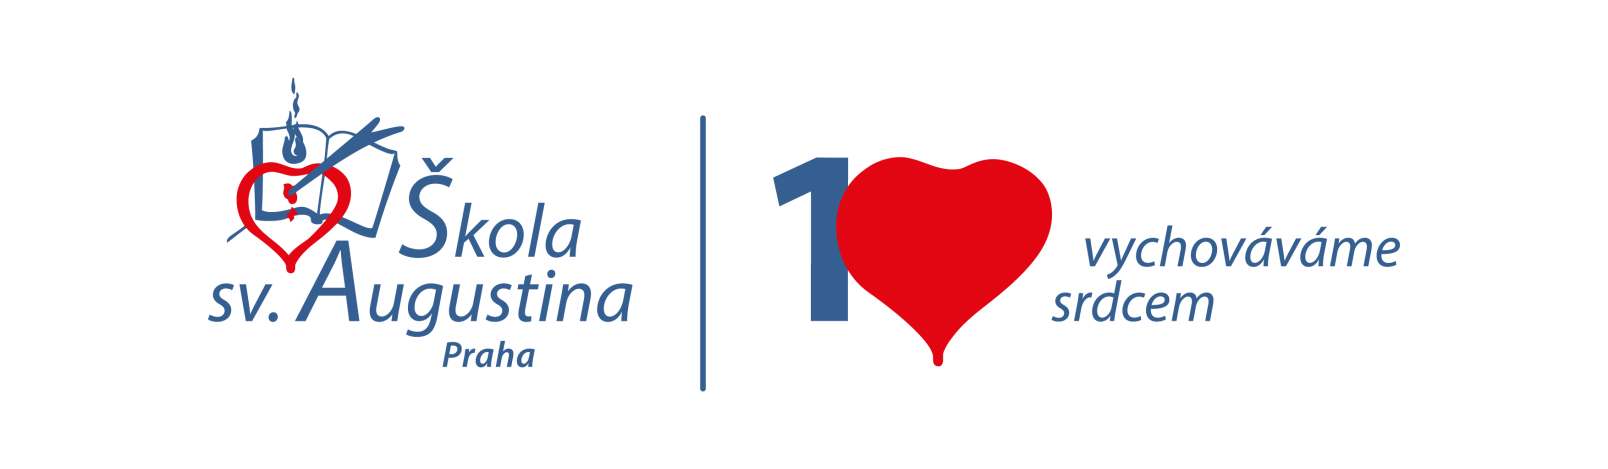 Škola
sv. Augustina
Praha
1
vychováváme
srdcem